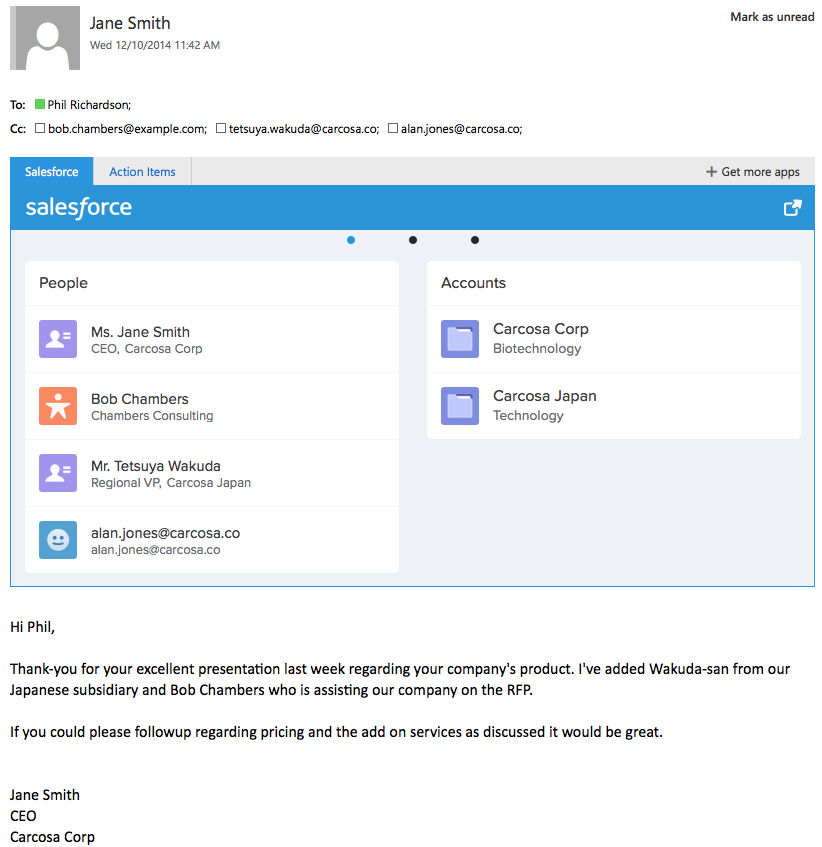 Jane Smith
Mark as unread
Wed 12/10/2014 11:42 AM
To: Phil Richardson;
Cc: bob.chambers@example.com; tetsuya.wakuda@carcosa.co; alan.jones@carcosa.co;
Salesforce Action Items + Get more apps
salesforce
People
Ms. Jane Smith
CEO, Carcosa Corp
Bob Chambers
Chambers Consulting
Mr. Tetsuya Wakuda
Regional VP, Carcosa Japan
alan.jones@carcosa.co
alan.jones@carcosa.co
Accounts
Carcosa Corp
Biotechnology
Carcosa Japan
Technology
Hi Phil,
Thank-you for your excellent presentation last week regarding your company's product. I've added Wakuda-san from our
Japanese subsidiary and Bob Chambers who is assisting our company on the RFP.
If you could please followup regarding pricing and the add on services as discussed it would be great.
Jane Smith
CEO
Carcosa Corp